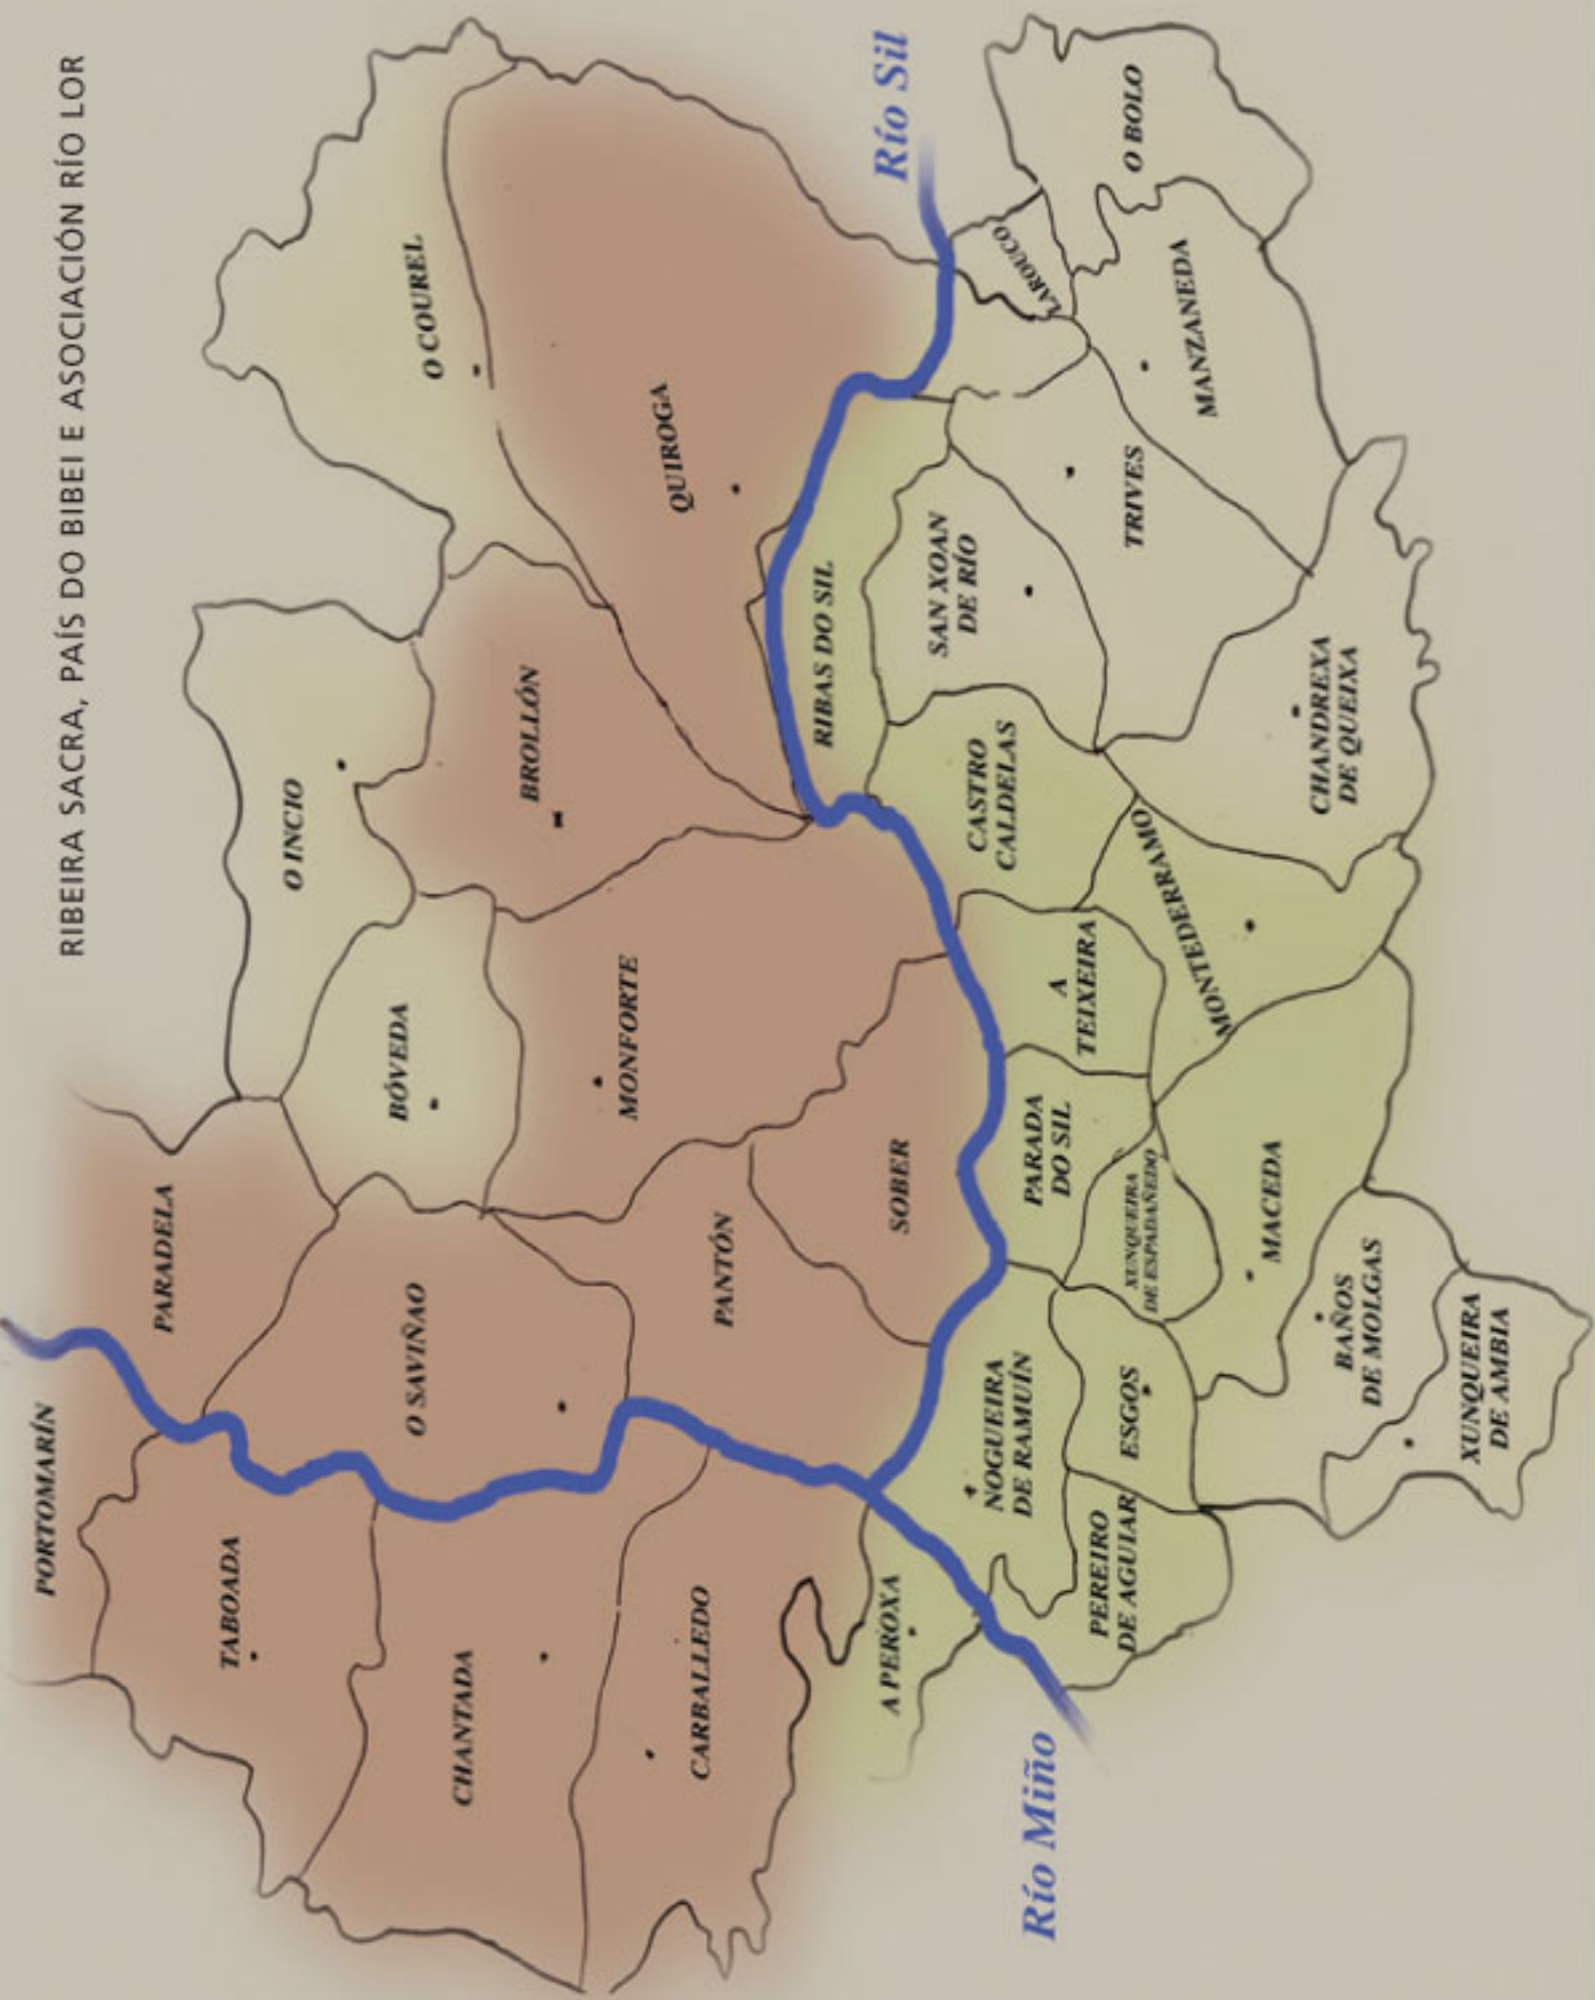 RIBEIRA SACRA, PAÍS DO BIBEI E ASOCIACIÓN RÍO LOR
PORTOMARÍN
PARADELA
TABOADA
O INCIO
O COUREL
BÓVEDA
O SAVIÑAO
CHANTADA
BROLLÓN
MONFORTE
QUIROGA
CARBALLEDO
PANTÓN
SOBER
RIBAS DO SIL
Río Sil
A PEROXA
NOGUEIRA
DE RAMUÍN
PARADA
DO SIL
A
TEIXEIRA
CASTRO
CALDELAS
SAN XOAN
DE RÍO
LAROUCO
O BOLO
Río Miño
PEREIRO
DE AGUIAR
ESGOS
XUNQUEIRA
DE ESPADAÑEDO
MONTEDERRAMO
TRIVES
MANZANEDA
MACEDA
CHANDREXA
DE QUEIXA
BAÑOS
DE MOLGAS
XUNQUEIRA
DE AMBIA